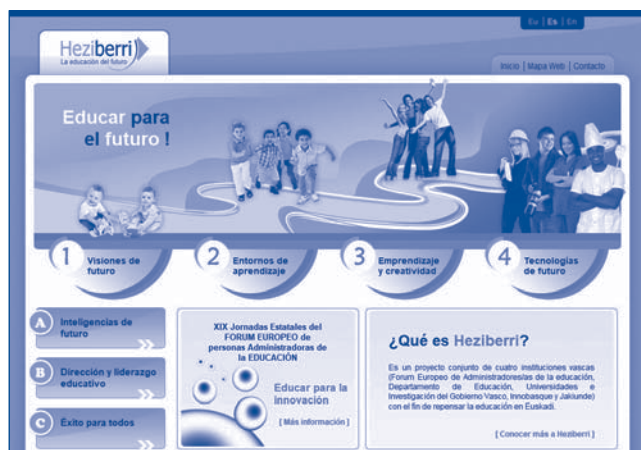 Eu | Es | En
Heziberri
La educación del futuro
Inicio | Mapa Web | Contacto
Educar para
el futuro !
1 Visiones de
futuro
2 Entornos de
aprendizaje
3 Emprendizaje
y creatividad
4 Tecnologías
de futuro
A Inteligencias de
futuro
B Dirección y liderazgo
educativo
C Éxito para todos
XIX Jornadas Estatales del
FORUM EUROPEO de
personas Administradoras de
la EDUCACIÓN
Educar para la
innovación
[ Más información ]
¿Qué es Heziberri?
Es un proyecto conjunto de cuatro instituciones vascas
(Forum Europeo de Administradores/as de la educación,
Departamento de Educación, Universidades e
Investigación del Gobierno Vasco, Innobasque y Jakiunde)
con el fin de repensar la educación en Euskadi.
[ Conocer más a Heziberri ]